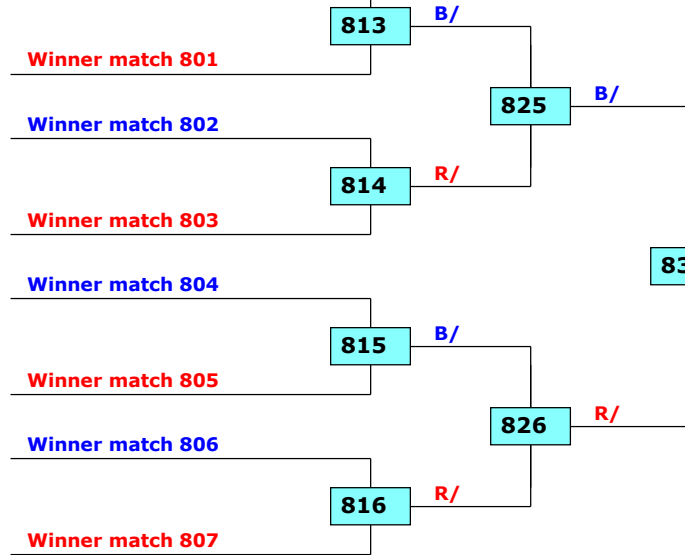 813 B/
Winner match 801
825 B/
Winner match 802
814 R/
Winner match 803
Winner match 804
815 B/
Winner match 805
826 R/
Winner match 806
816 R/
Winner match 807